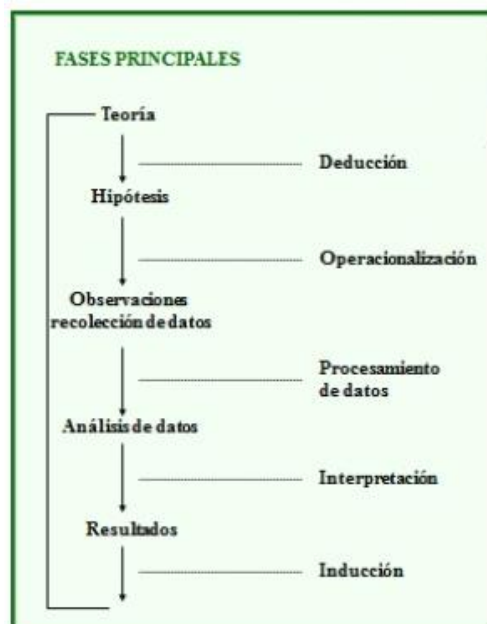 FASES PRINCIPALES
Teoría
Deducción
Hipótesis
Operacionalización
Observaciones
recolección de datos
Procesamiento
de datos
Análisis de datos
Interpretación
Resultados
Inducción